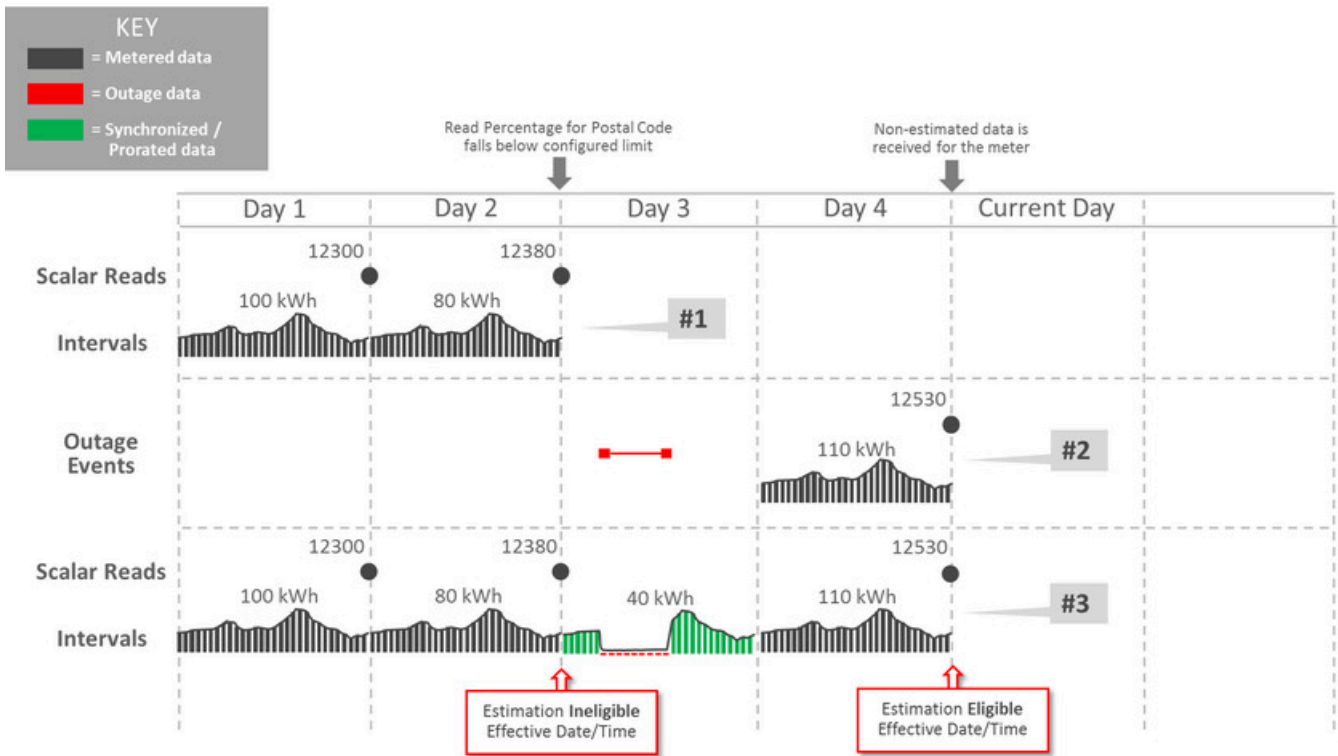 KEY
= Metered data
= Outage data
= Synchronized /
Prorated data
Read Percentage for Postal Code
falls below configured limit
Non-estimated data is
received for the meter
Day 1
Day 2
Day 3
Day 4
Current Day
Scalar Reads
12300
12380
100 kWh
80 kWh
#1
Intervals
Outage
Events
12530
110 kWh
#2
Scalar Reads
12300
12380
12530
100 kWh
80 kWh
40 kWh
110 kWh
#3
Intervals
Estimation Ineligible
Effective Date/Time
Estimation Eligible
Effective Date/Time